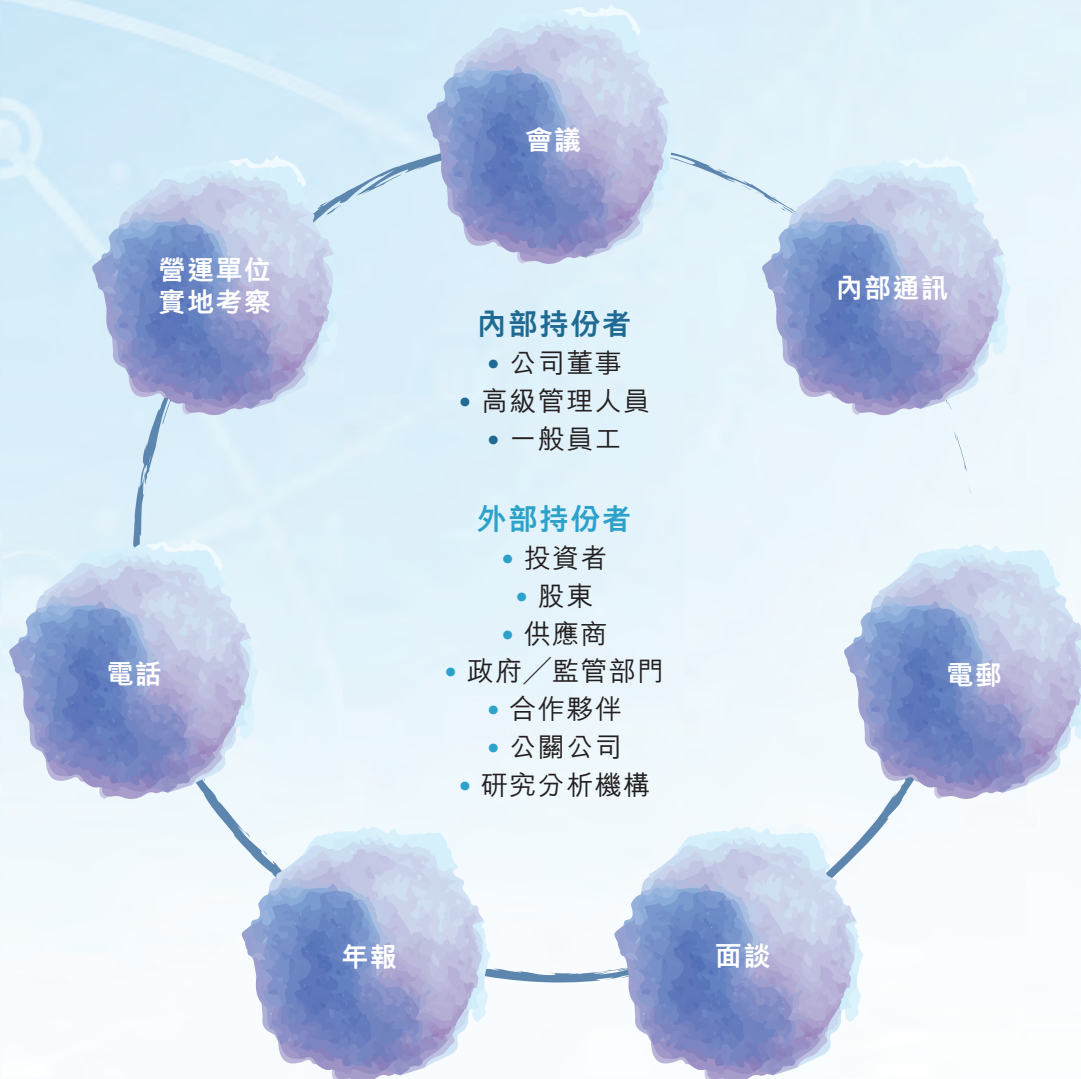 會議
營運單位
實地考察
內部通訊
內部持份者
• 公司董事
• 高級管理人員
• 一般員工
外部持份者
• 投資者
• 股東
• 供應商
• 政府／監管部門
• 合作夥伴
• 公關公司
• 研究分析機構
電話
電郵
年報
面談